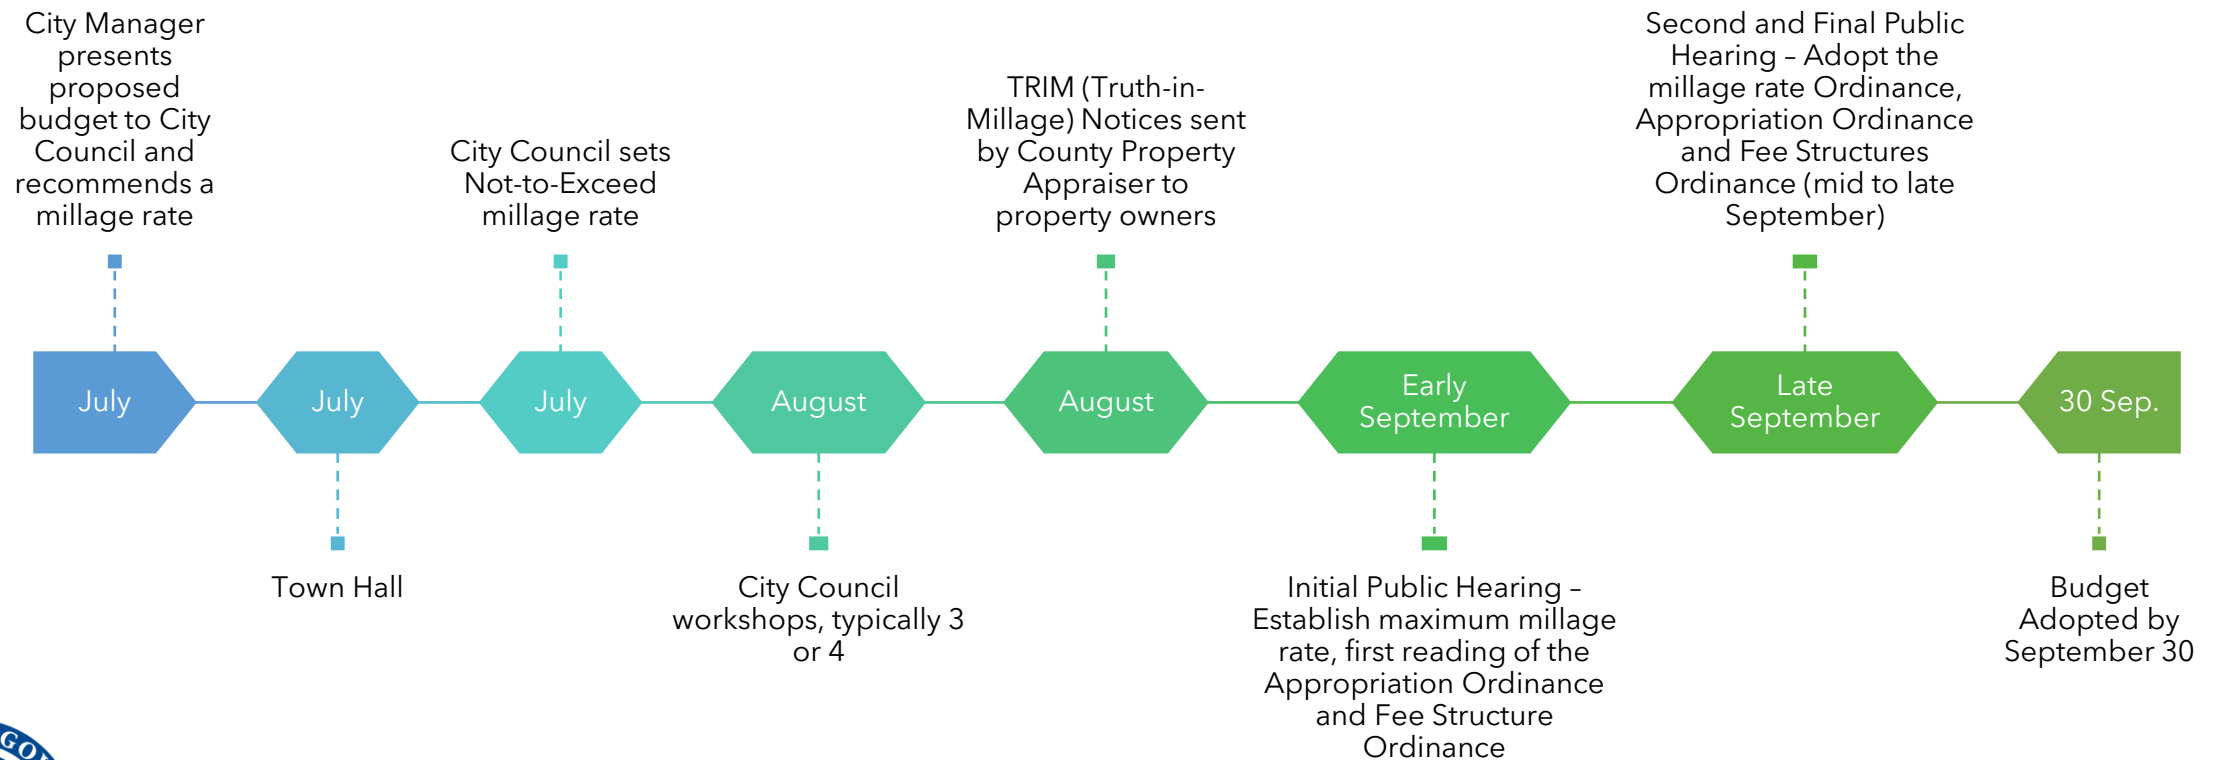 City Manager
presents
proposed
budget to City
Council and
recommends a
millage rate
City Council sets
Not-to-Exceed
millage rate
TRIM (Truth-in-
Millage) Notices sent
by County Property
Appraiser to
property owners
Second and Final Public
Hearing – Adopt the
millage rate Ordinance,
Appropriation Ordinance
and Fee Structures
Ordinance (mid to late
September)
July
July
July
August
August
Early
September
Late
September
30 Sep.
Town Hall
City Council
workshops, typically 3
or 4
Initial Public Hearing –
Establish maximum millage
rate, first reading of the
Appropriation Ordinance
and Fee Structure
Ordinance
Budget
Adopted by
September 30